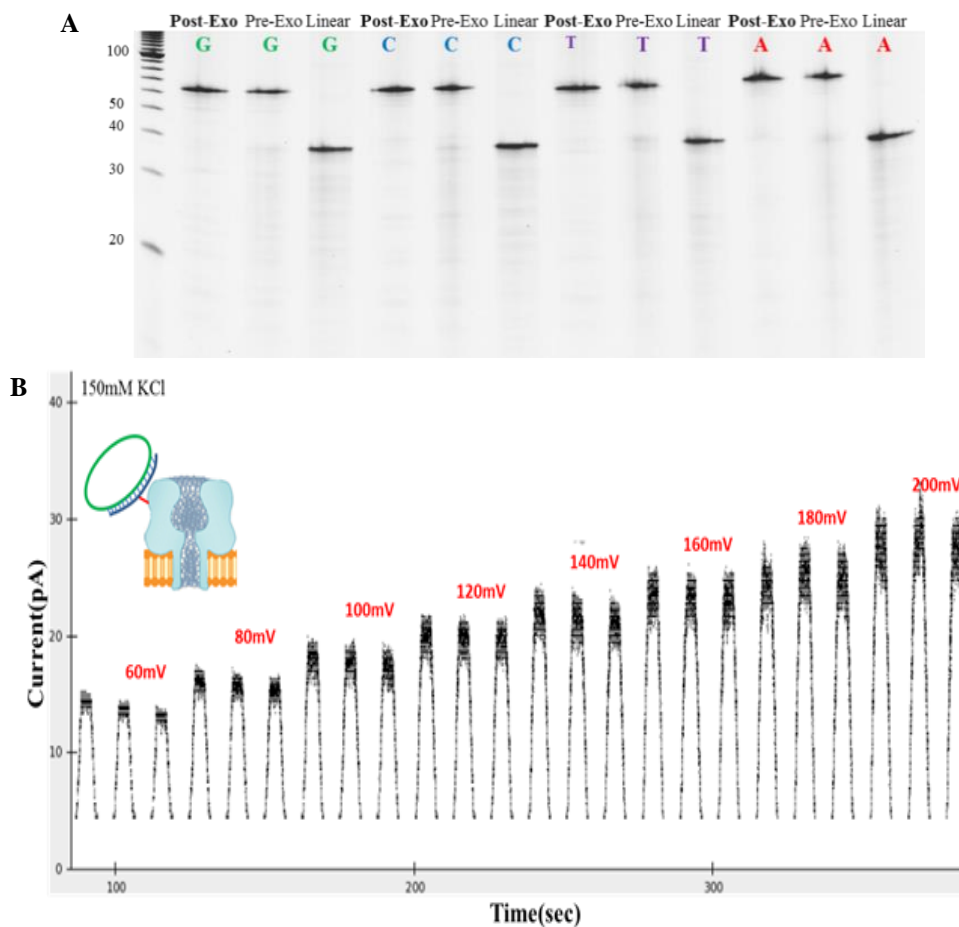 A
Post-Exo Pre-Exo Linear Post-Exo Pre-Exo Linear Post-Exo Pre-Exo Linear Post-Exo Pre-Exo Linear
G G G C C C T T T A A A
100
50
40
30
20
B
150mM KCl
40
30
20
10
0
60mV
80mV
100mV
120mV
140mV
160mV
180mV
200mV
Current(pA)
100 200 300
Time(sec)